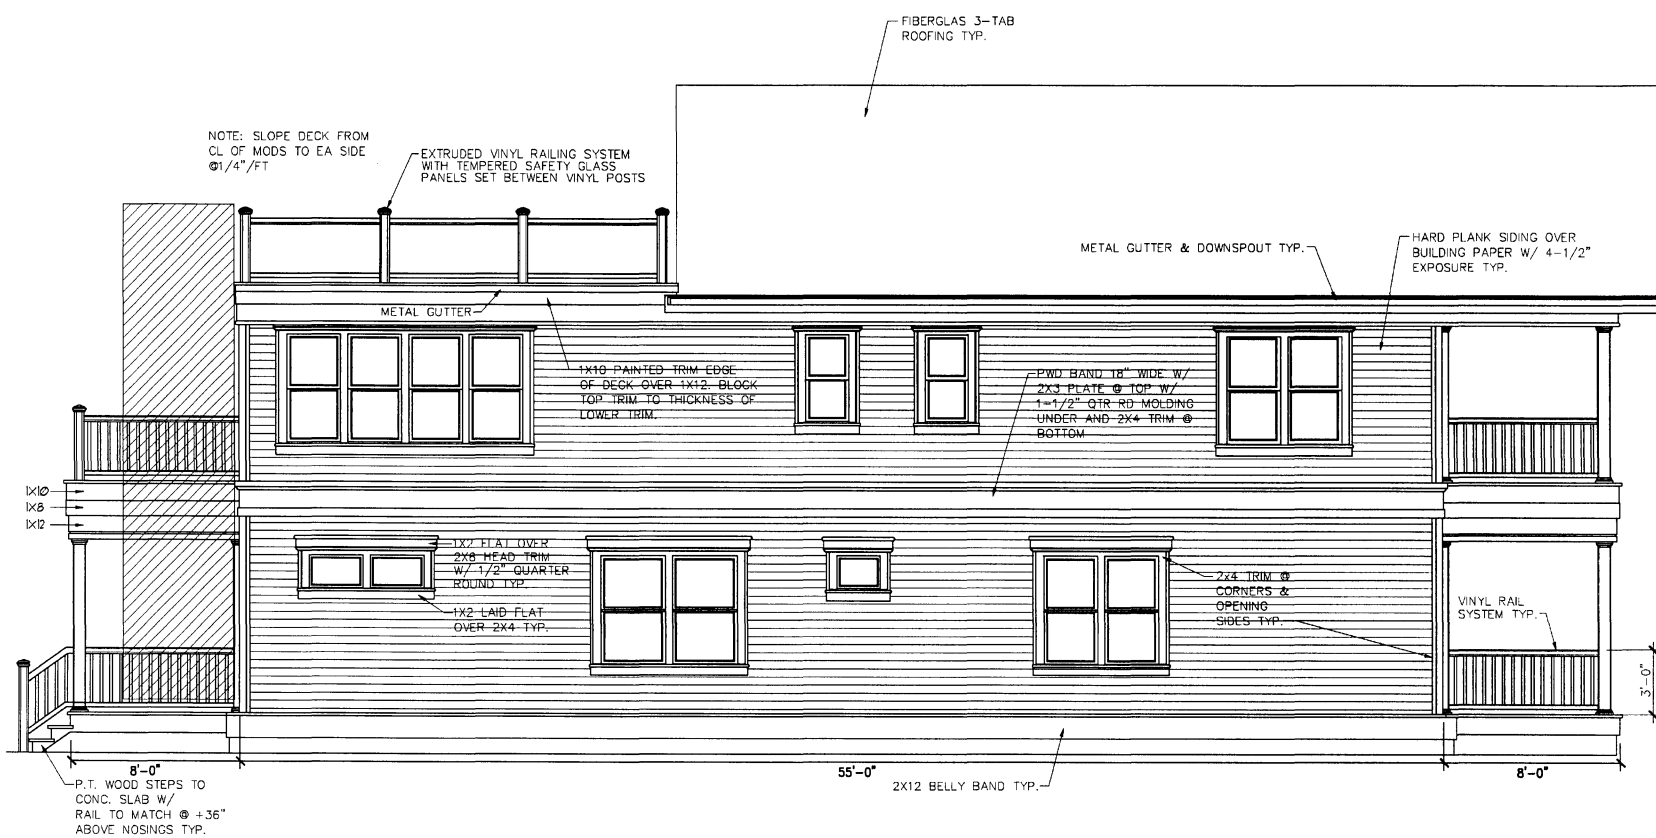 FIBERGLAS 3-TAB
ROOFING TYP.
NOTE: SLOPE DECK FROM
CL OF MODS TO EA SIDE
@1/4"/FT
EXTRUDED VINYL RAILING SYSTEM
WITH TEMPERED SAFETY GLASS
PANELS SET BETWEEN VINYL POSTS
METAL GUTTER & DOWNSPOUT TYP.
HARD PLANK SIDING OVER
BUILDING PAPER W/ 4-1/2"
EXPOSURE TYP.
METAL GUTTER
1X10 PAINTED TRIM EDGE
OF DECK OVER 1X12. BLOCK
TOP TRIM TO THICKNESS OF
LOWER TRIM.
PWD BAND 18" WIDE W/
2X3 PLATE @ TOP W/
1-1/2" QTR RD MOLDING
UNDER AND 2X4 TRIM @
BOTTOM
1X10
1X8
1X12
1X2 FLAT OVER
2X6 HEAD TRIM
W/ 1/2" QUARTER
ROUND TYP.
1X2 LAID FLAT
OVER 2X4 TYP.
2x4 TRIM @
CORNERS &
OPENING
SIDES TYP.
VINYL RAIL
SYSTEM TYP.
3'-0"
8'-0"
55'-0"
8'-0"
P.T. WOOD STEPS TO
CONC. SLAB W/
RAIL TO MATCH @ +36"
ABOVE NOSINGS TYP.
2X12 BELLY BAND TYP.